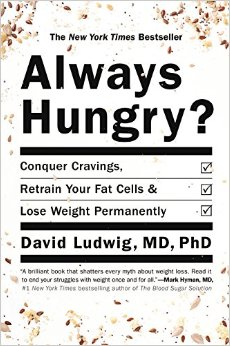 The New York Times Bestseller
Always
Hungry?
Conquer Cravings,
Retrain Your Fat Cells &
Lose Weight Permanently
David Ludwig, MD, PhD
"A brilliant book that shatters every myth about weight loss. Read it
to end your struggles with weight once and for all."—Mark Hyman, MD,
#1 New York Times bestselling author of The Blood Sugar Solution